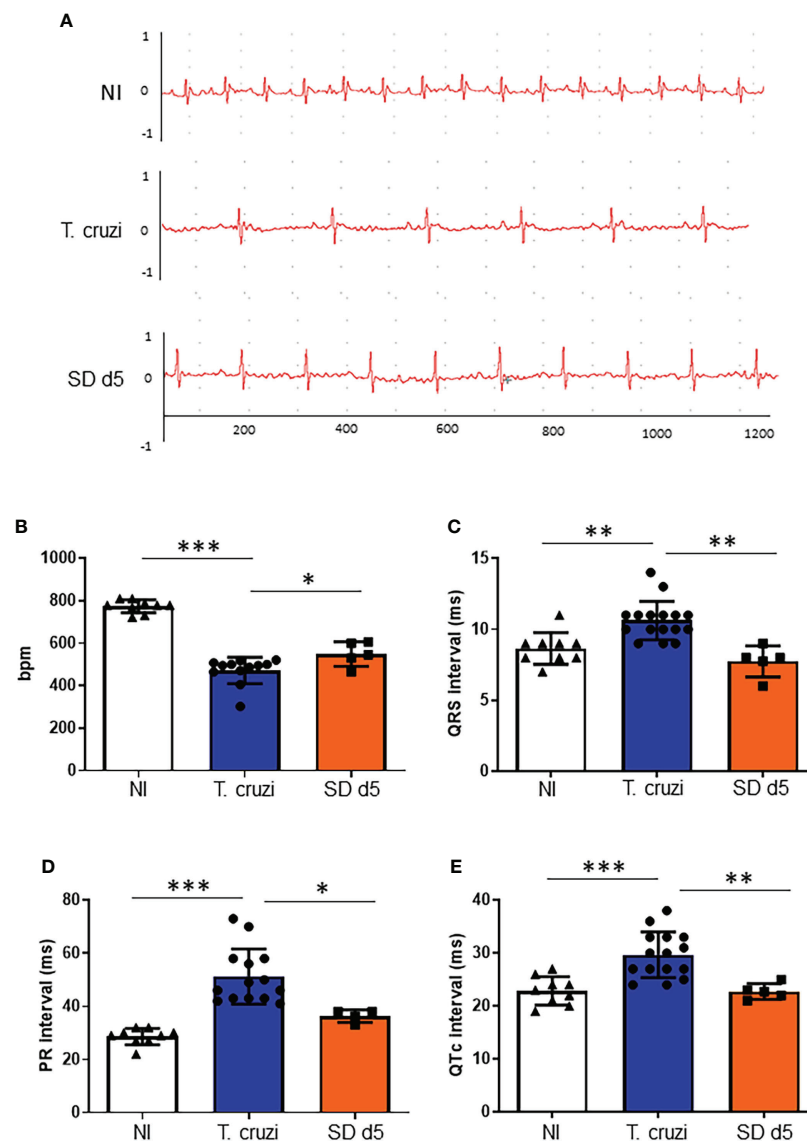 A
1
NI
0
-1
1
T. cruzi
0
-1
1
SD d5
0
-1
200 400 600 800 1000 1200
B
***
*
1000
800
600
400
200
0
bpm
NI T. cruzi SD d5
C
**
**
15
10
5
0
QRS Interval (ms)
NI T. cruzi SD d5
D
***
*
80
60
40
20
0
PR Interval (ms)
NI T. cruzi SD d5
E
***
**
40
30
20
10
0
QTc Interval (ms)
NI T. cruzi SD d5